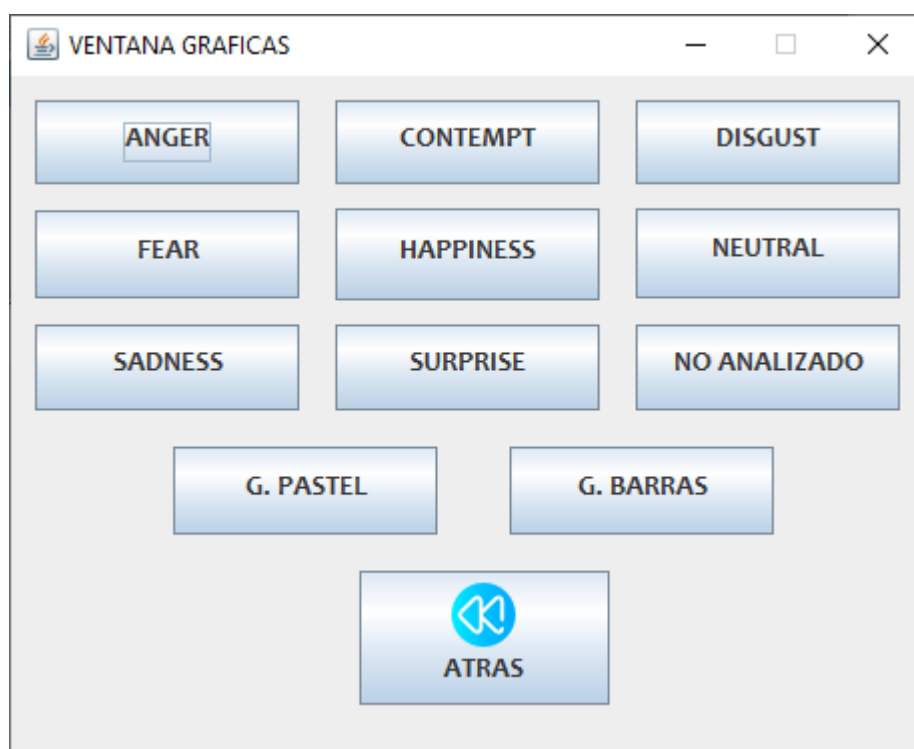 VENTANA GRAFICAS
ANGER CONTEMPT DISGUST
FEAR HAPPINESS NEUTRAL
SADNESS SURPRISE NO ANALIZADO
G. PASTEL G. BARRAS
ATRAS